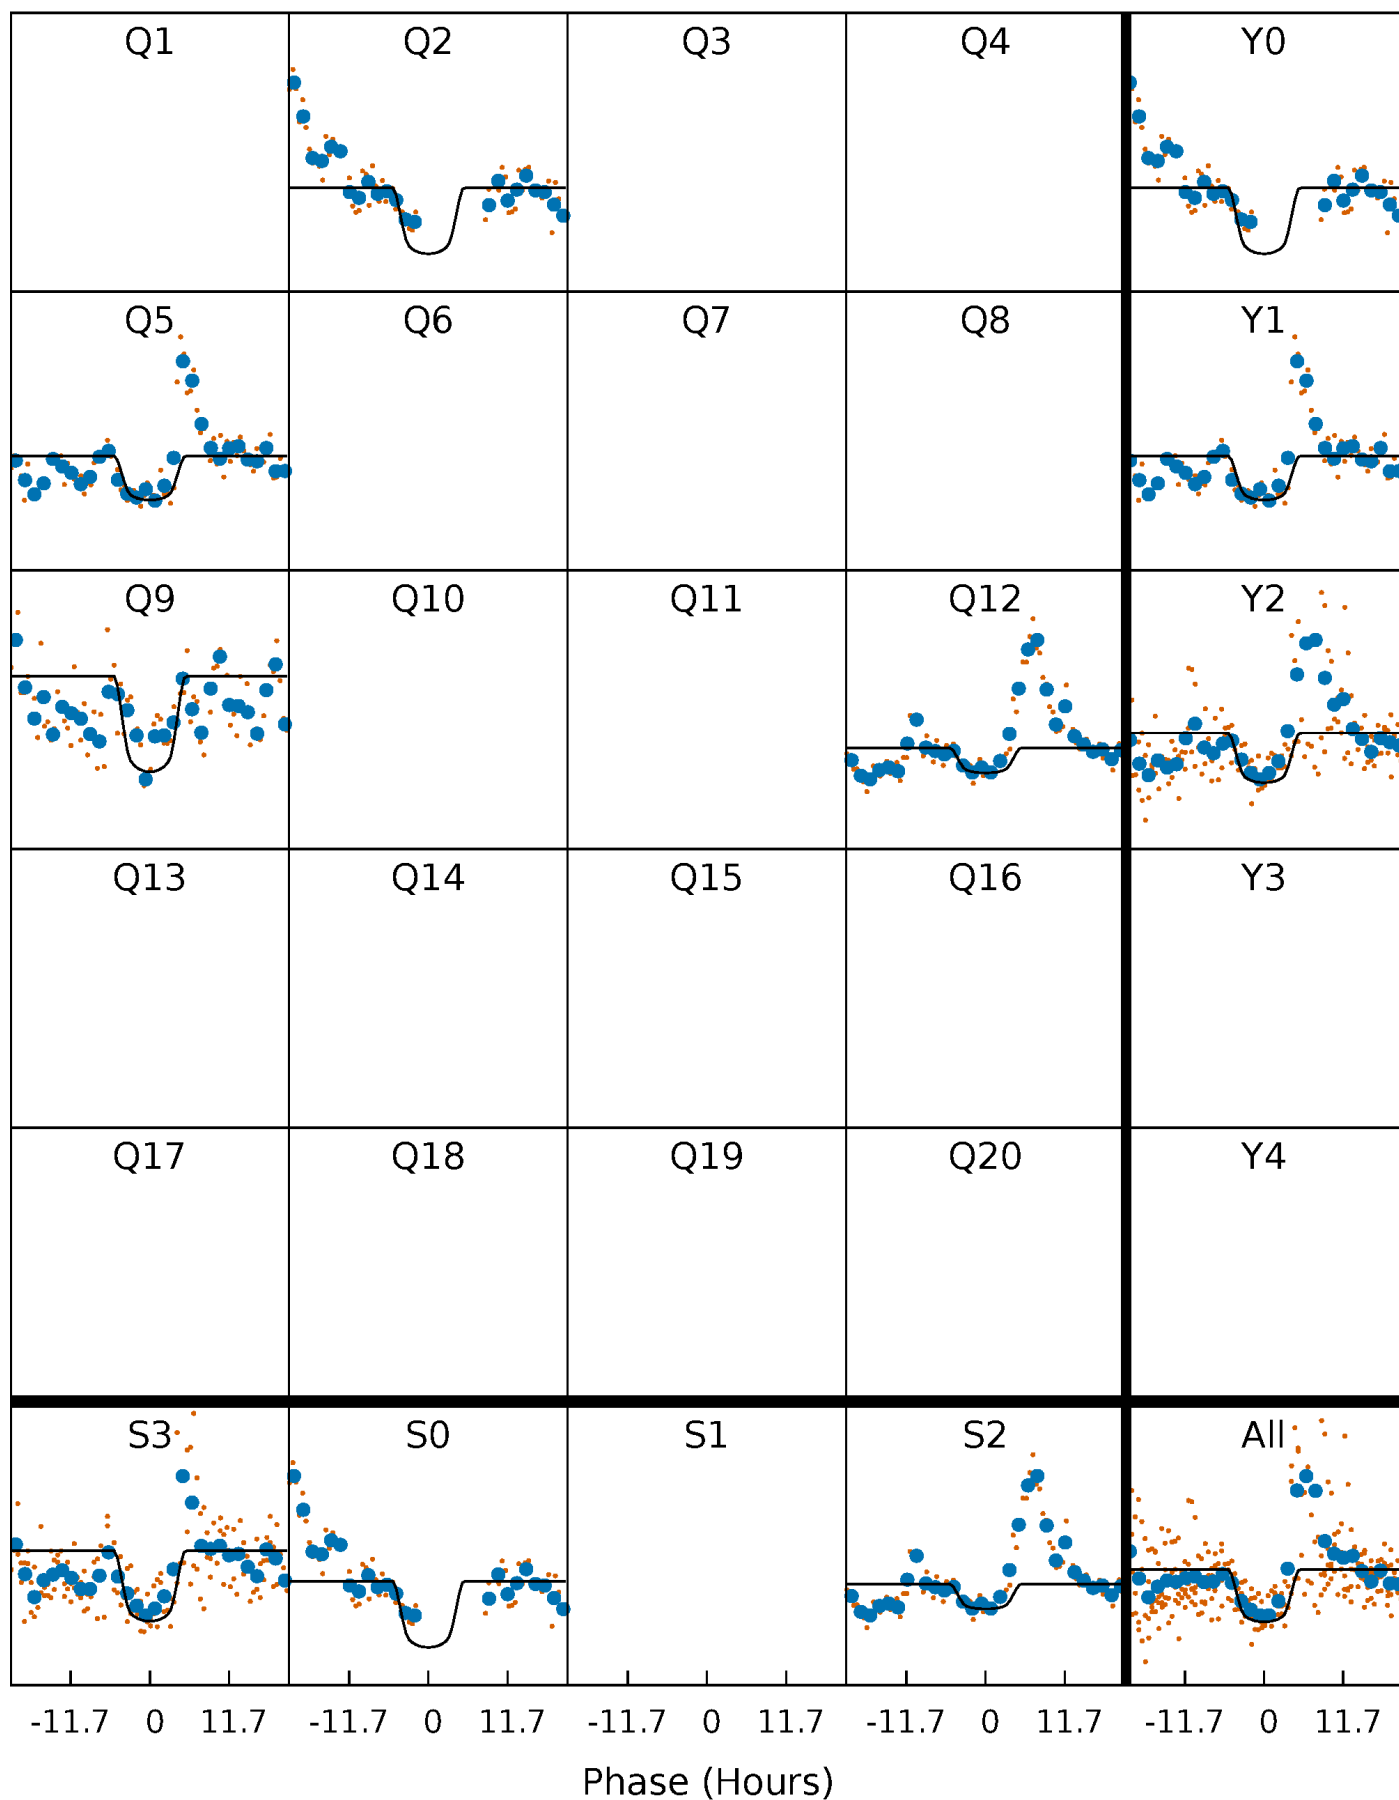 Q1 Q2 Q3 Q4 Y0
Q5 Q6 Q7 Q8 Y1
Q9 Q10 Q11 Q12 Y2
Q13 Q14 Q15 Q16 Y3
Q17 Q18 Q19 Q20 Y4
S3 S0 S1 S2 All
-11.7 0 11.7 -11.7 0 11.7 -11.7 0 11.7 -11.7 0 11.7 -11.7 0 11.7
Phase (Hours)